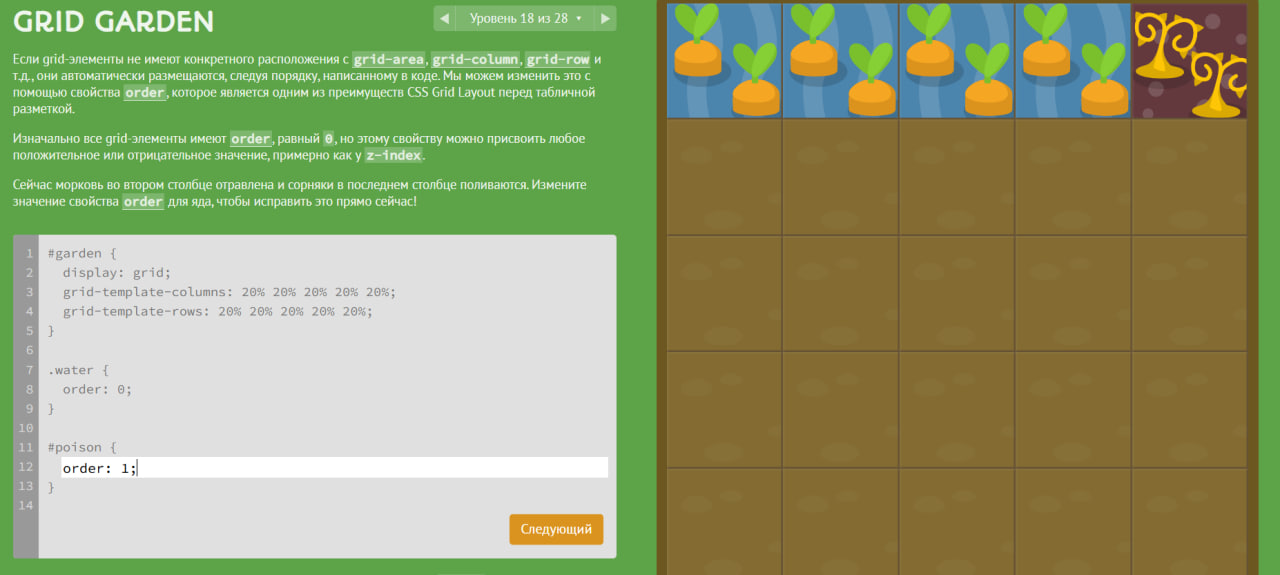 GRID GARDEN
◀ Уровень 18 из 28 ▾ ▶
Если grid-элементы не имеют конкретного расположения с grid-area, grid-column, grid-row и
т.д., они автоматически размещаются, следуя порядку, написанному в коде. Мы можем изменить это с
помощью свойства order, которое является одним из преимуществ CSS Grid Layout перед табличной
разметкой.
Изначально все grid-элементы имеют order, равный 0, но этому свойству можно присвоить любое
положительное или отрицательное значение, примерно как у z-index.
Сейчас морковь во втором столбце отравлена и сорняки в последнем столбце поливаются. Измените
значение свойства order для яда, чтобы исправить это прямо сейчас!
1 #garden {
2 display: grid;
3 grid-template-columns: 20% 20% 20% 20% 20%;
4 grid-template-rows: 20% 20% 20% 20% 20%;
5 }
6
7 .water {
8 order: 0;
9 }
10
11 #poison {
12 order: 1;
13 }
14
Следующий